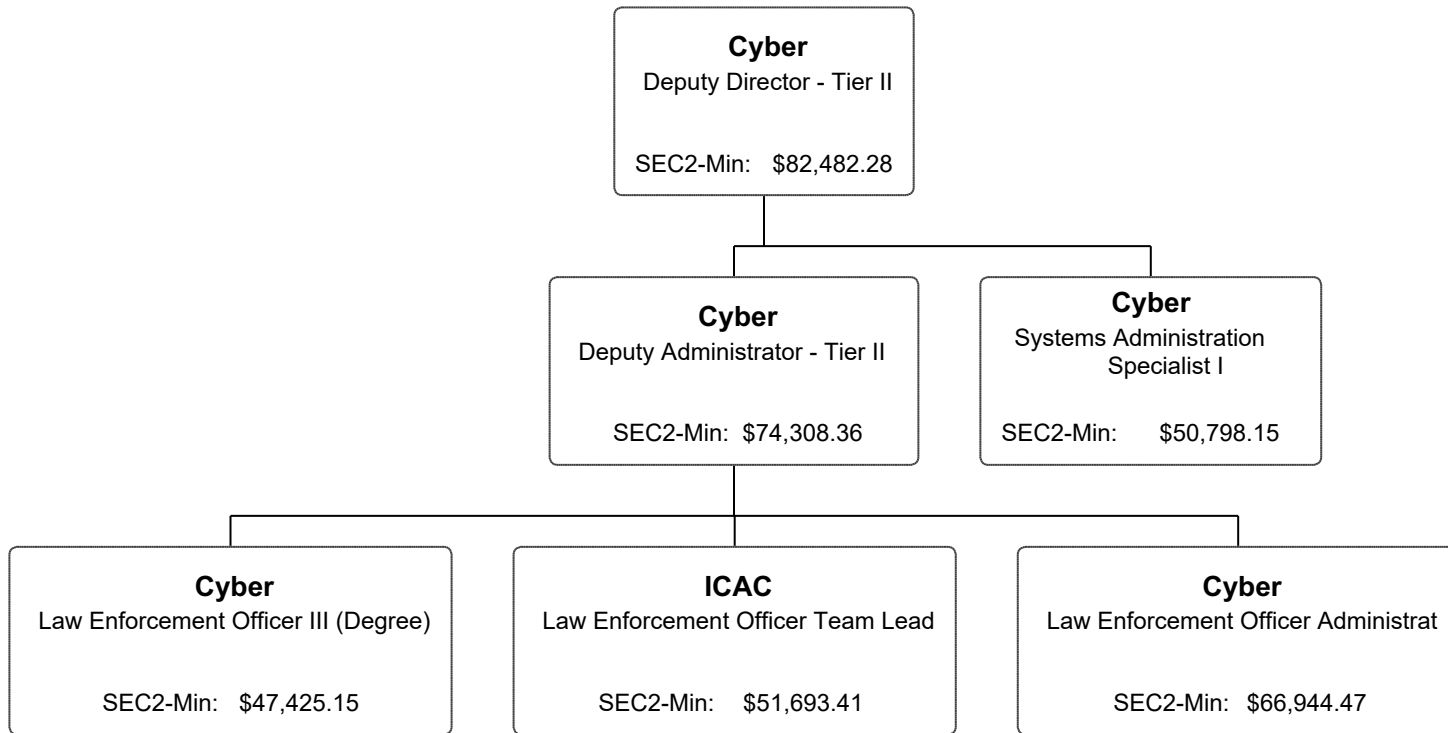 Cyber
Deputy Director - Tier II
SEC2-Min: $82,482.28
Cyber
Deputy Administrator - Tier II
SEC2-Min: $74,308.36
Cyber
Systems Administration
Specialist I
SEC2-Min: $50,798.15
Cyber
Law Enforcement Officer III (Degree)
SEC2-Min: $47,425.15
ICAC
Law Enforcement Officer Team Lead
SEC2-Min: $51,693.41
Cyber
Law Enforcement Officer Administrat
SEC2-Min: $66,944.47